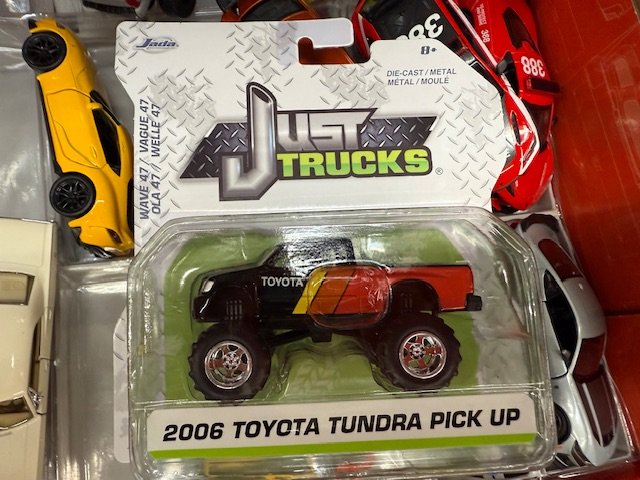 Jada
8+
DIE-CAST / METAL
MÉTAL / MOULÉ
JUST
TRUCKS®
WAVE 47 / VAGUE 47
OLA 47 // WELLE 47
TOYOTA
2006 TOYOTA TUNDRA PICK UP
388
388